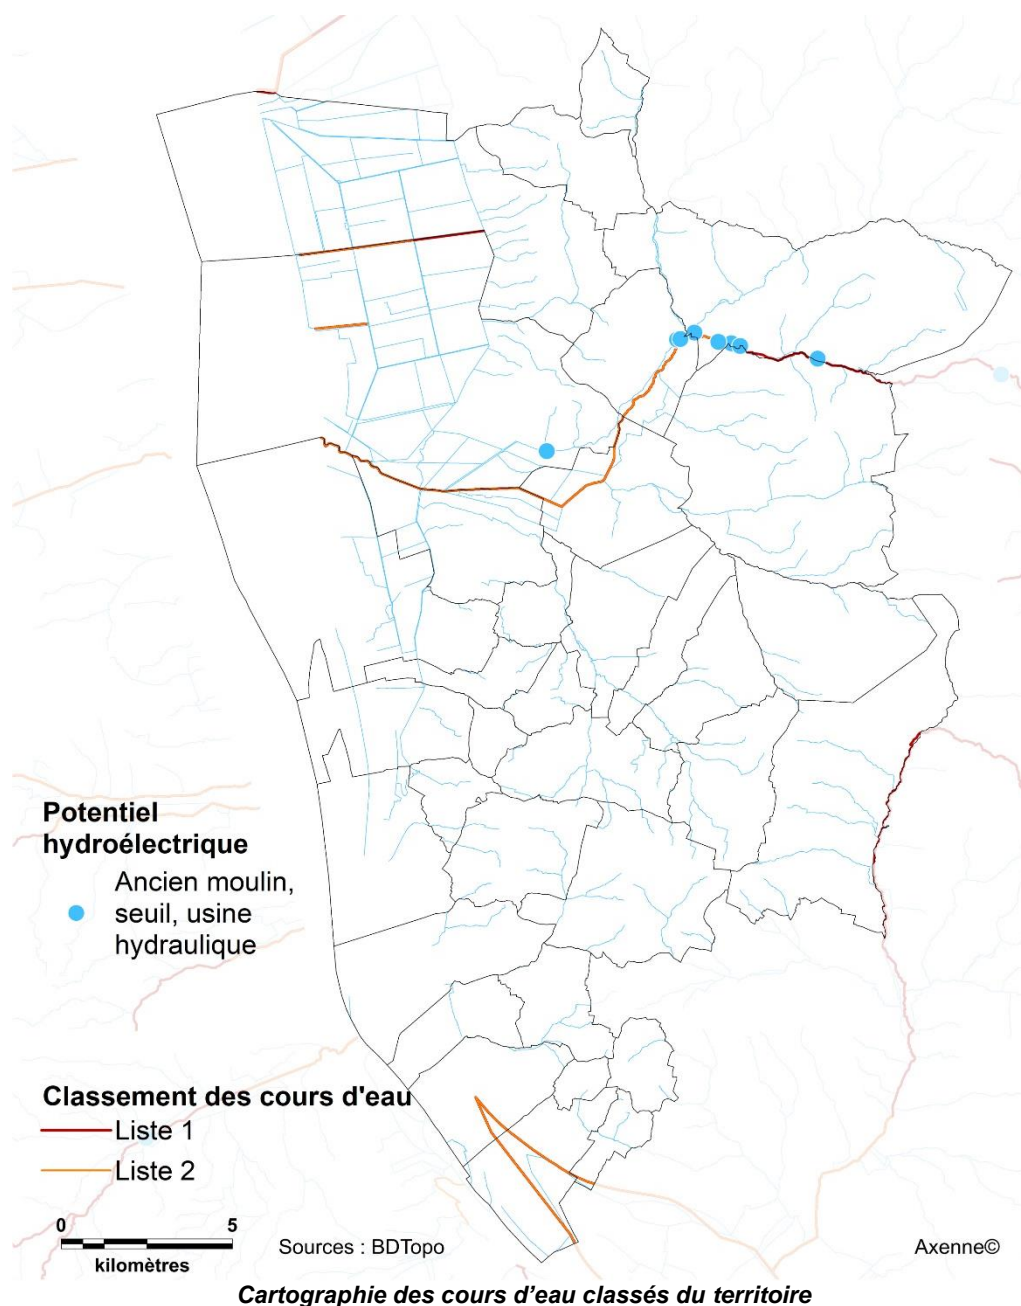 Potentiel
hydroélectrique
Ancien moulin,
seuil, usine
hydraulique
Classement des cours d'eau
Liste 1
Liste 2
0 5
kilomètres
Sources : BDTopo
Axenne©
Cartographie des cours d’eau classés du territoire